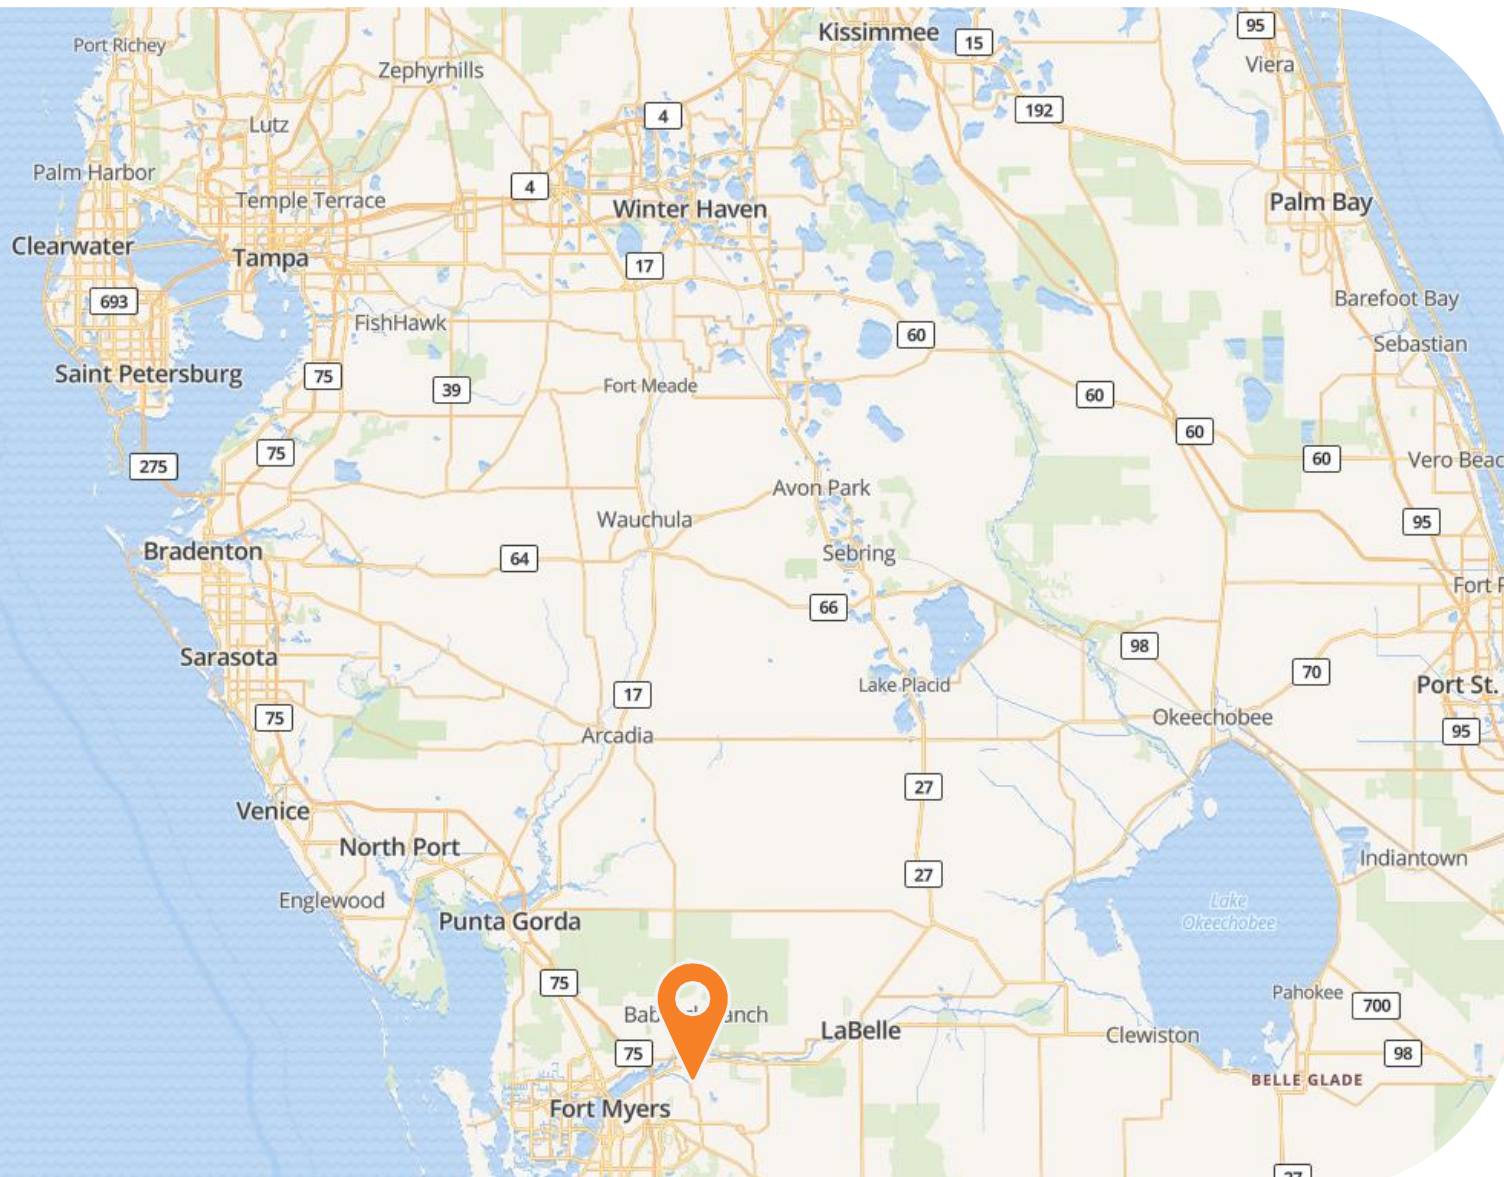 Kissimmee
95
15
Port Richey
Viera
Zephyrhills
192
4
Lutz
Palm Harbor
4
Temple Terrace
Winter Haven
Palm Bay
Clearwater
Tampa
17
693
Barefoot Bay
FishHawk
60
Sebastian
Saint Petersburg
75
39
Fort Meade
60
60
75
275
60
Vero Beac
Avon Park
Wauchula
95
Bradenton
64
Sebring
Fort
66
98
Sarasota
70
Lake Placid
Port St.
17
75
Okeechobee
Arcadia
95
27
Venice
North Port
Indiantown
27
Englewood
Lake
Okeechobee
Punta Gorda
75
Pahokee
700
Bab anch
LaBelle
Clewiston
75
98
BELLE GLADE
Fort Myers
27